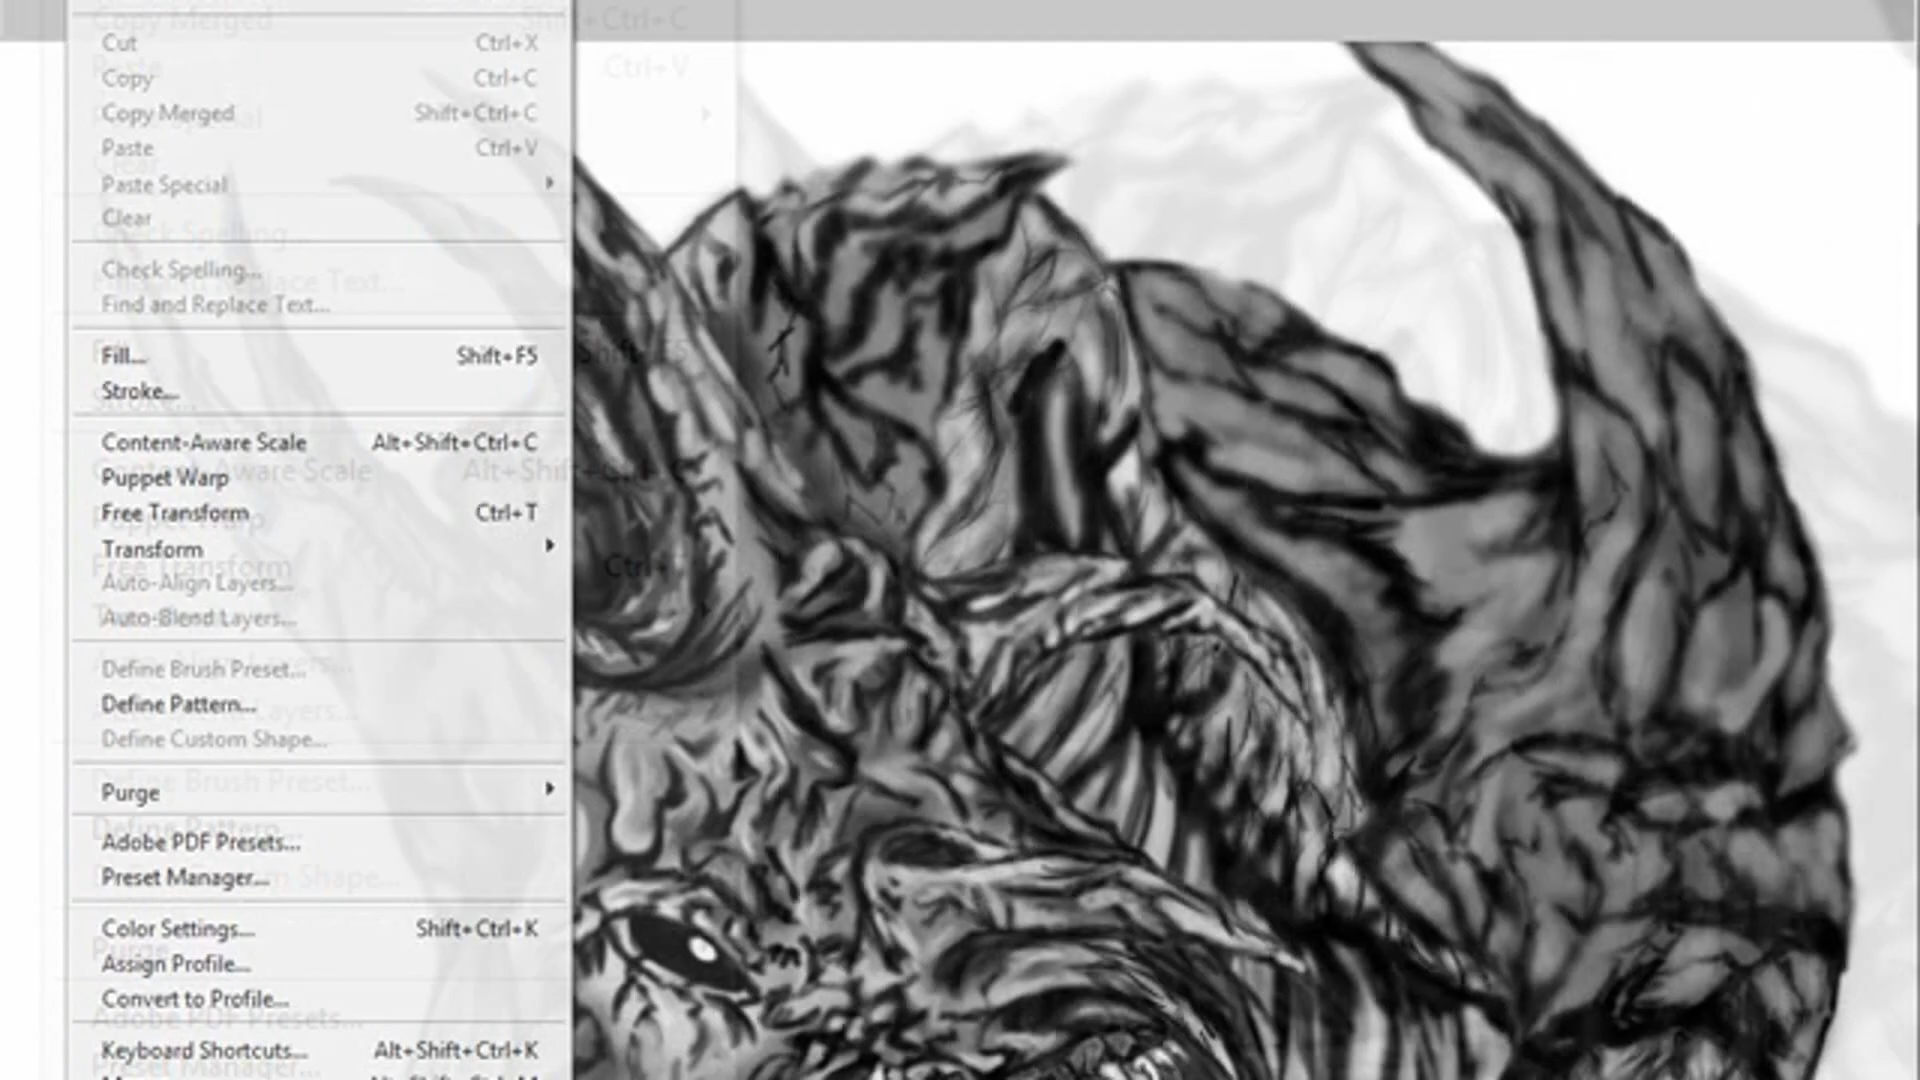 Cut Ctrl+X
Copy Ctrl+C
Copy Merged Shift+Ctrl+C
Paste Ctrl+V
Paste Special
Clear
Check Spelling...
Find and Replace Text...
Fill... Shift+F5
Stroke...
Content-Aware Scale Alt+Shift+Ctrl+C
Puppet Warp
Free Transform Ctrl+T
Transform
Auto-Align Layers...
Auto-Blend Layers...
Define Brush Preset...
Define Pattern...
Define Custom Shape...
Purge
Adobe PDF Presets...
Preset Manager...
Color Settings... Shift+Ctrl+K
Assign Profile...
Convert to Profile...
Keyboard Shortcuts... Alt+Shift+Ctrl+K